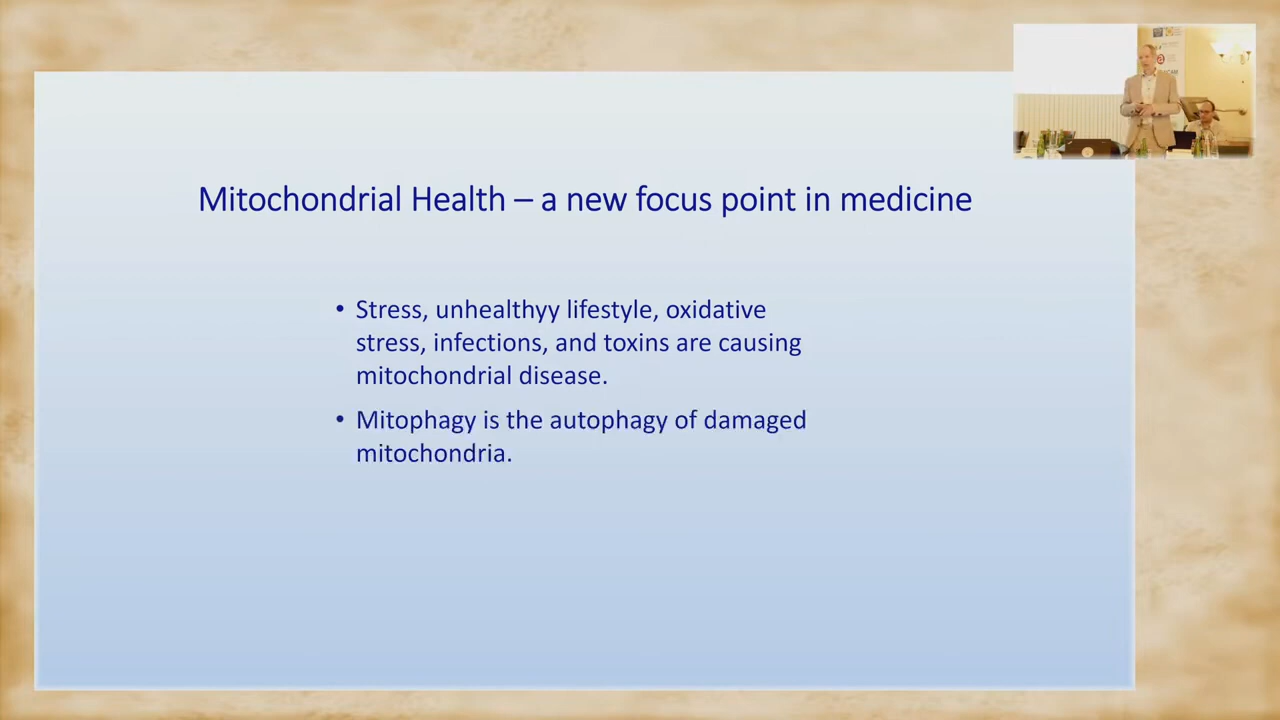 Mitochondrial Health – a new focus point in medicine
• Stress, unhealthyy lifestyle, oxidative
stress, infections, and toxins are causing
mitochondrial disease.
• Mitophagy is the autophagy of damaged
mitochondria.